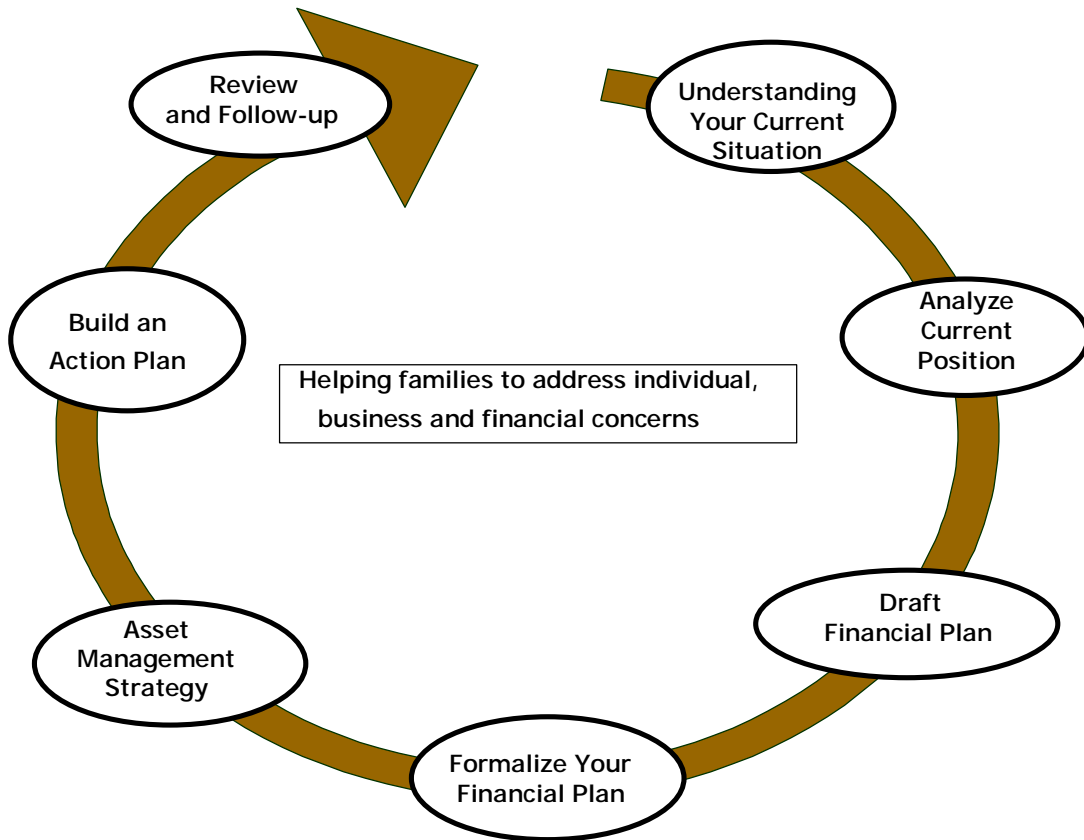 Review
and Follow-up
Understanding
Your Current
Situation
Analyze
Current
Position
Build an
Action Plan
Helping families to address individual,
business and financial concerns
Draft
Financial Plan
Asset
Management
Strategy
Formalize Your
Financial Plan